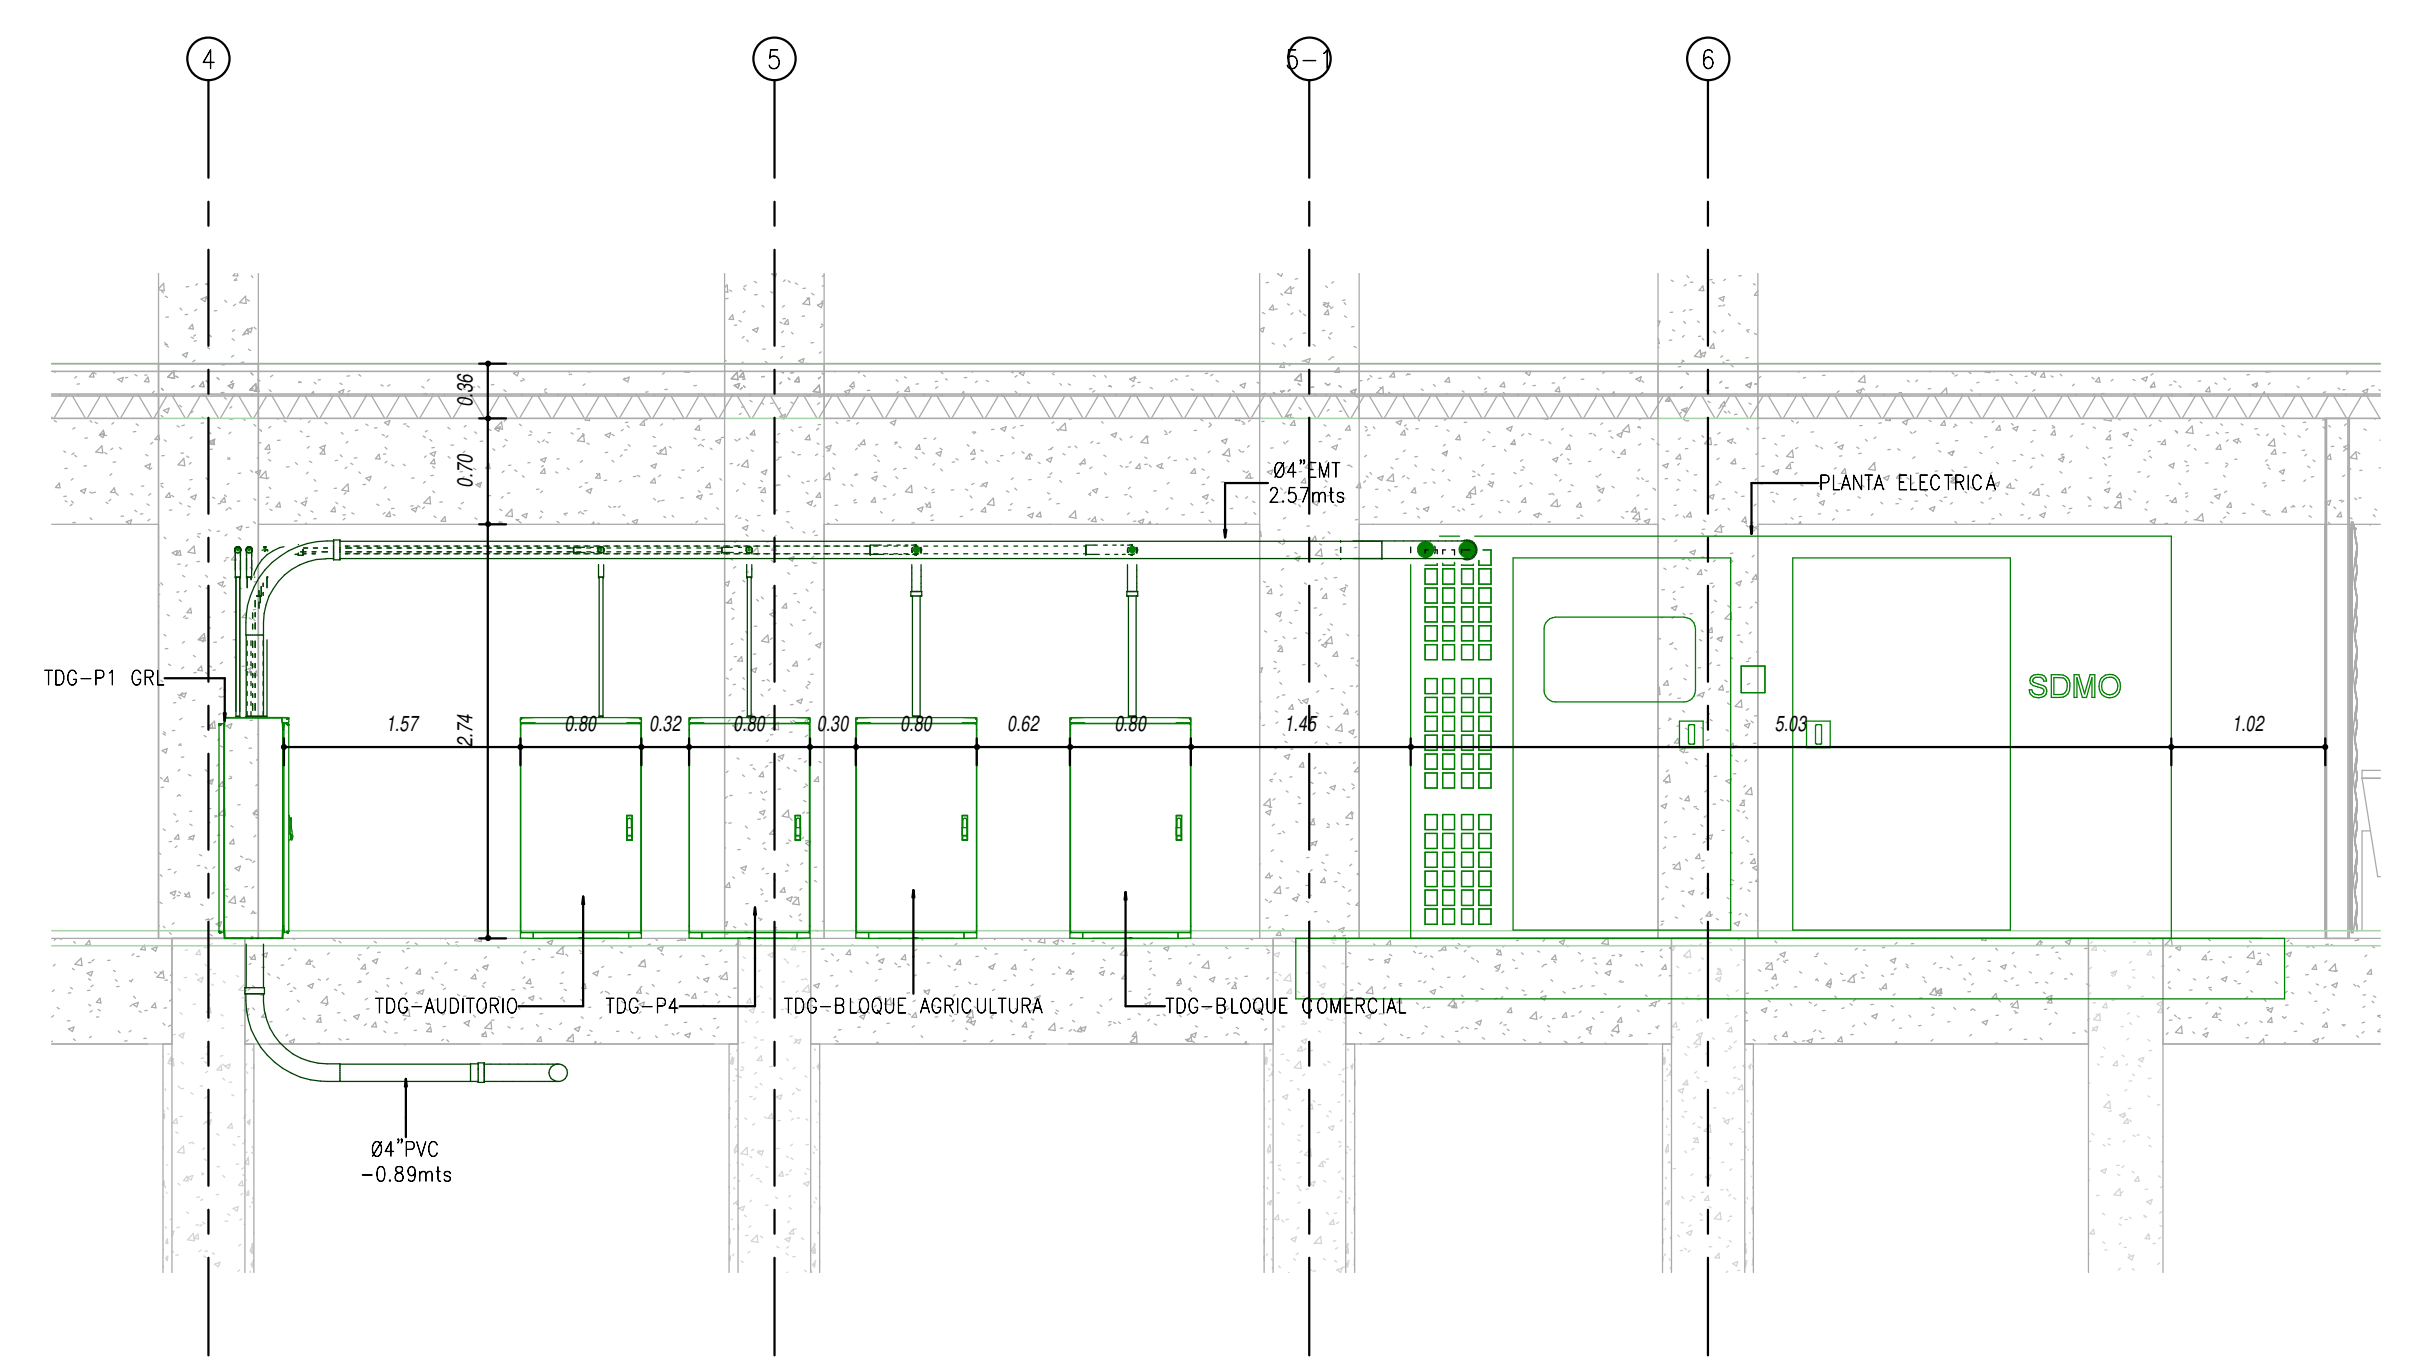 4
5
5-1
6
0.36
0.70
Ø4"EMT
2.57mts
PLANTA ELECTRICA
TDG-P1 GRL
SDMO
2.74
1.57
0.80
0.32
0.80
0.30
0.80
0.62
0.80
1.45
5.03
1.02
TDG-AUDITORIO
TDG-P4
TDG-BLOQUE AGRICULTURA
TDG-BLOQUE COMERCIAL
Ø4"PVC
-0.89mts